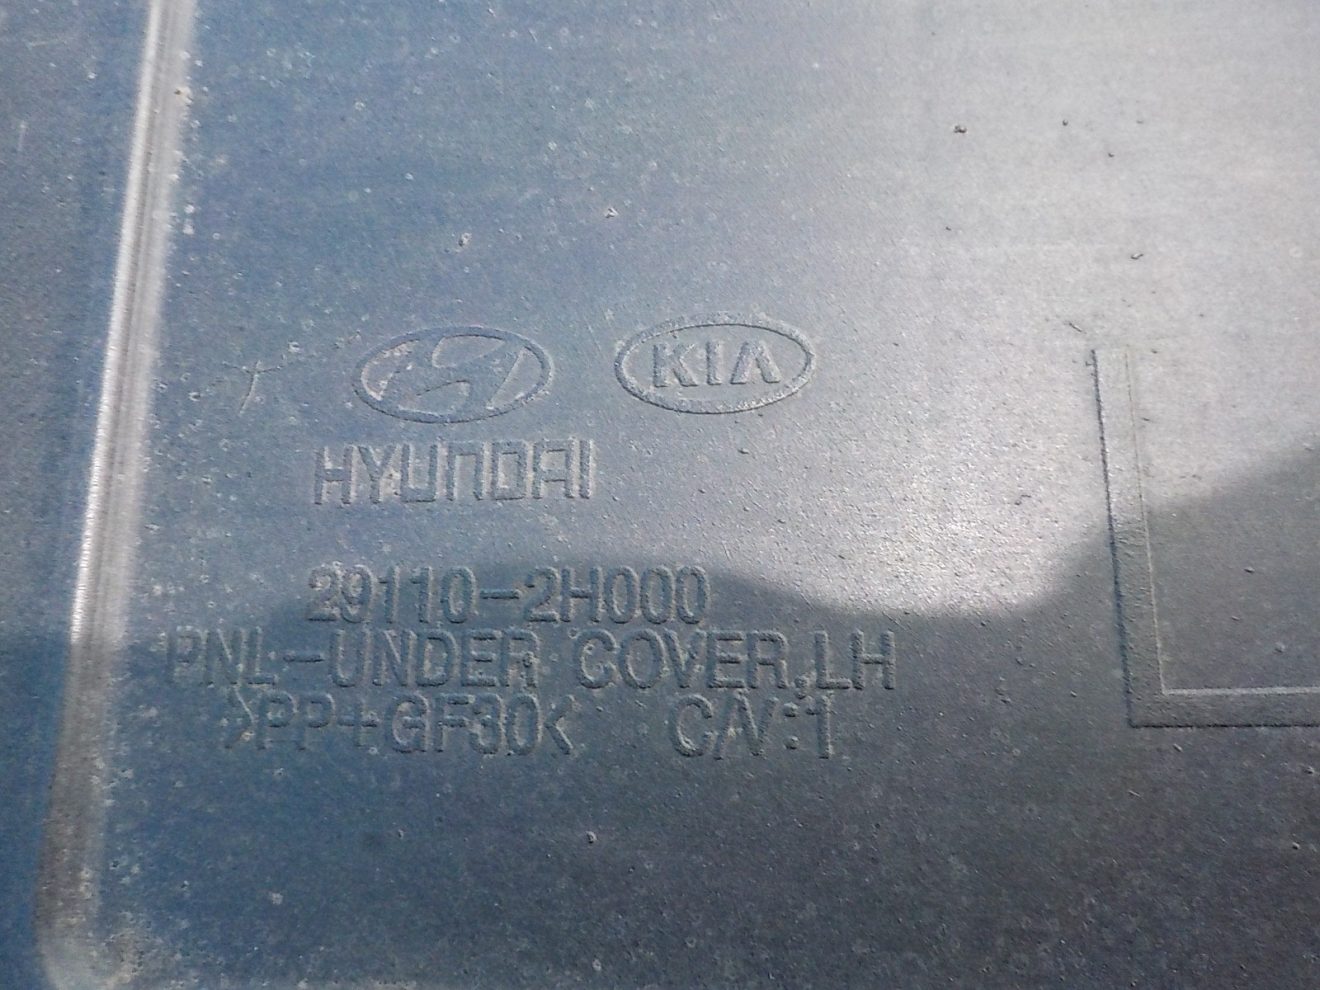 KIA
HYUNDAI
29110-2H000
PNL-UNDER COVER,LH
>PP+GF30< C/V:1